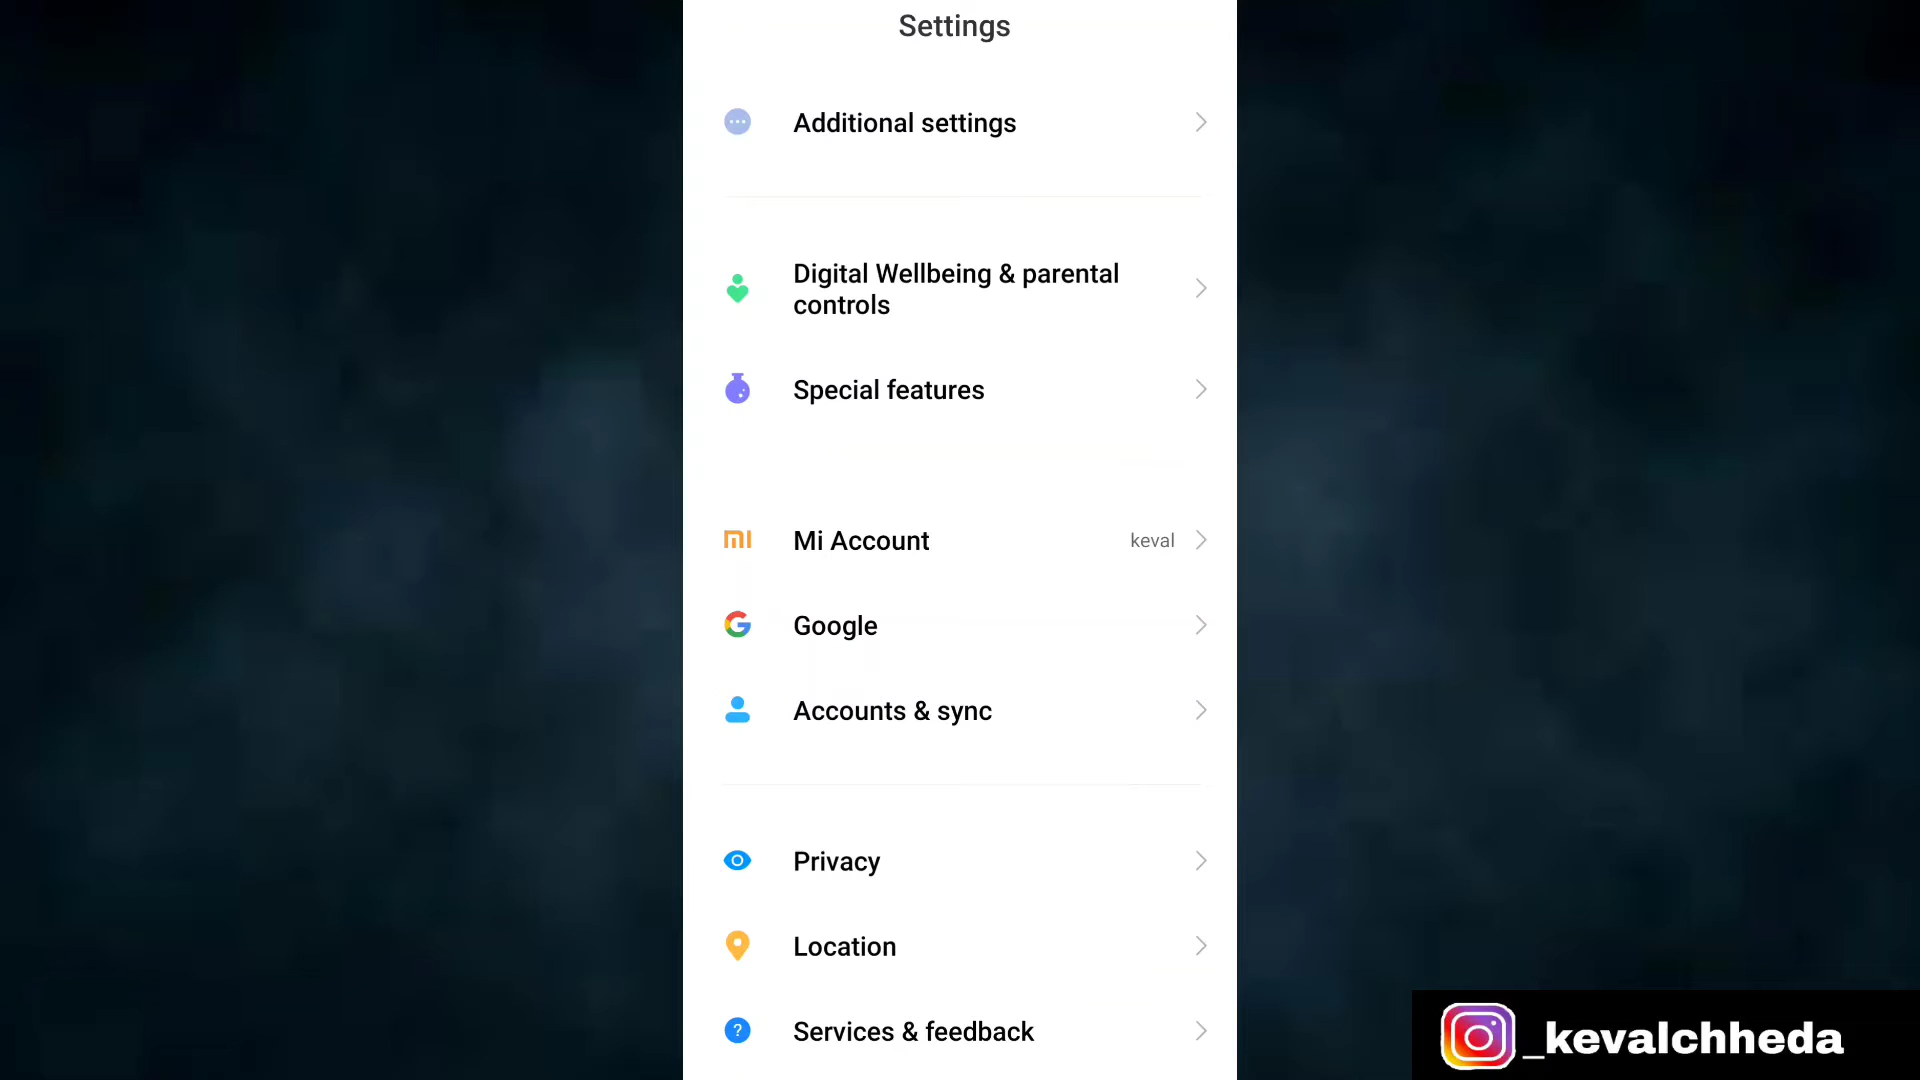 Settings
Additional settings
Digital Wellbeing & parental
controls
Special features
Mi Account
keval
Google
Accounts & sync
Privacy
Location
Services & feedback
_kevalchheda